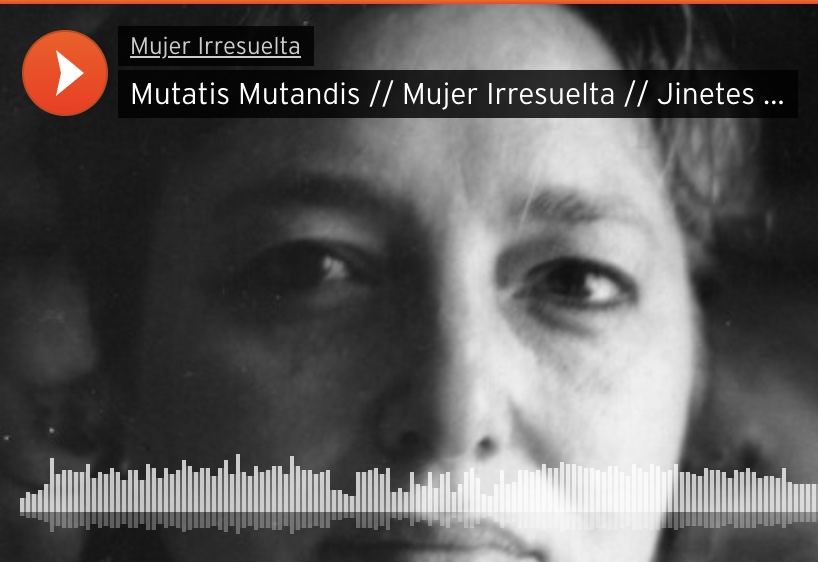 Mujer Irresuelta
Mutatis Mutandis // Mujer Irresuelta // Jinetes ...